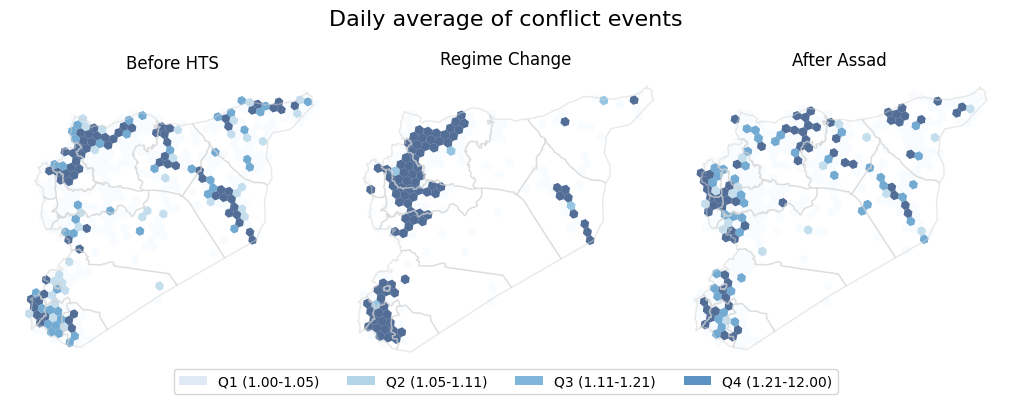 Daily average of conflict events
Before HTS
Regime Change
After Assad
Q1 (1.00-1.05)
Q2 (1.05-1.11)
Q3 (1.11-1.21)
Q4 (1.21-12.00)